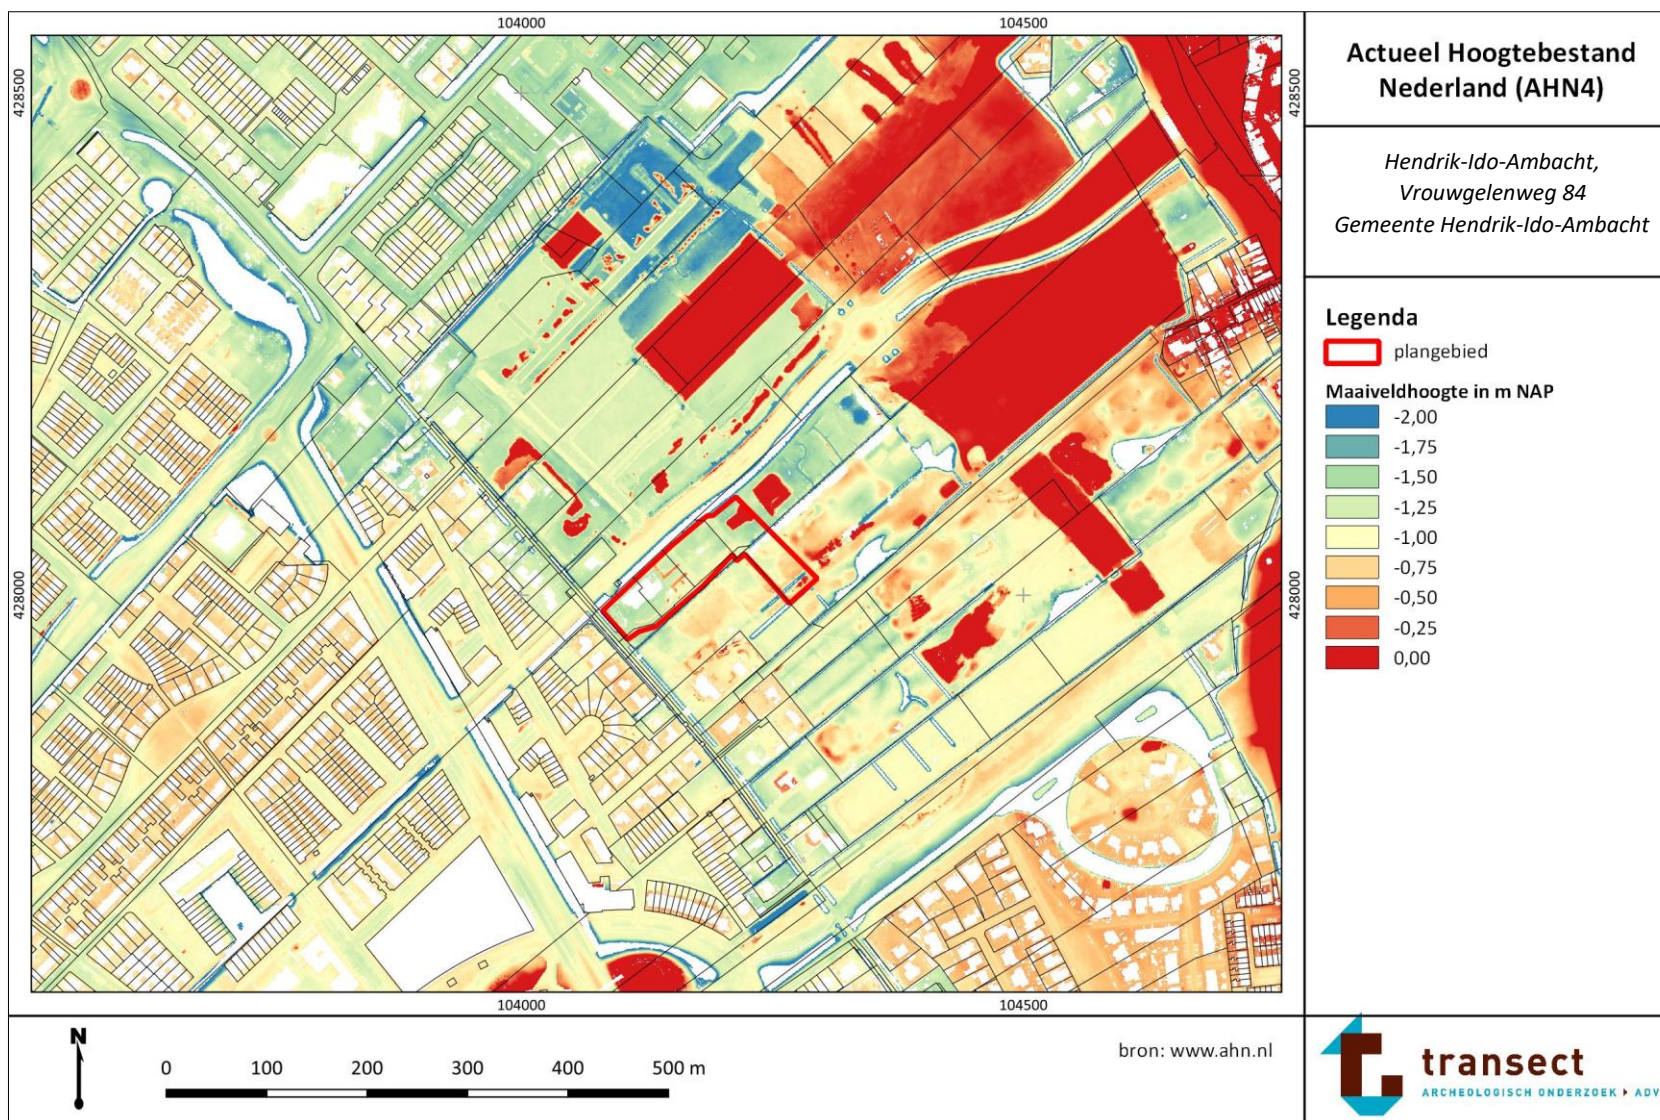 104000
104500
428500
428500
428000
428000
104000
104500
Actueel Hoogtebestand
Nederland (AHN4)
Hendrik-Ido-Ambacht,
Vrouwgelenweg 84
Gemeente Hendrik-Ido-Ambacht
Legenda
plangebied
Maaiveldhoogte in m NAP
-2,00
-1,75
-1,50
-1,25
-1,00
-0,75
-0,50
-0,25
0,00
N
0 100 200 300 400 500 m
bron: www.ahn.nl
transect
ARCHEOLOGISCH ONDERZOEK ▸ ADV